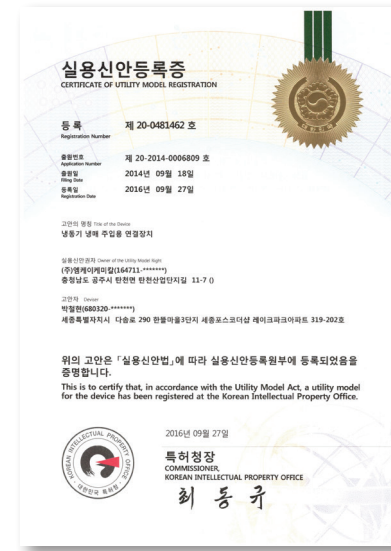 실용신안등록증
CERTIFICATE OF UTILITY MODEL REGISTRATION
등 록 제 20-0481462 호
Registration Number
출원번호 제 20-2014-0006809 호
Application Number
출원일 2014년 09월 18일
Filing Date
등록일 2016년 09월 27일
Registration Date
고안의 명칭 Title of the Device
냉동기 냉매 주입용 연결장치
실용신안권자 Owner of the Utility Model Right
(주)엠케이케미칼(164711-*******)
충청남도 공주시 탄천면 탄천산업단지길 11-7 ()
고안자 Deviser
박철현(680320-*******)
세종특별자치시 다솜로 290 한뜰마을3단지 세종포스코더샵 레이크파크아파트 319-202호
위의 고안은 「실용신안법」에 따라 실용신안등록원부에 등록되었음을
증명합니다.
This is to certify that, in accordance with the Utility Model Act, a utility model
for the device has been registered at the Korean Intellectual Property Office.
2016년 09월 27일
특허청장
COMMISSIONER,
KOREAN INTELLECTUAL PROPERTY OFFICE
최 동 규
KOREAN INTELLECTUAL PROPERTY OFFICE
대한민국 특허청